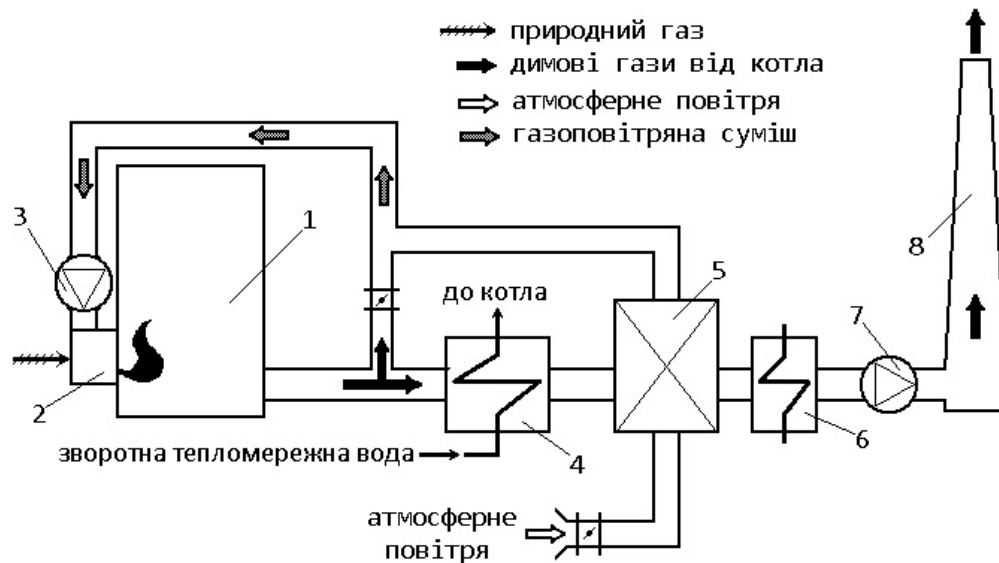 природний газ
димові гази від котла
атмосферне повітря
газоповітряна суміш
1
3
8
5
до котла
7
2
6
4
зворотна тепломережна вода
атмосферне
повітря